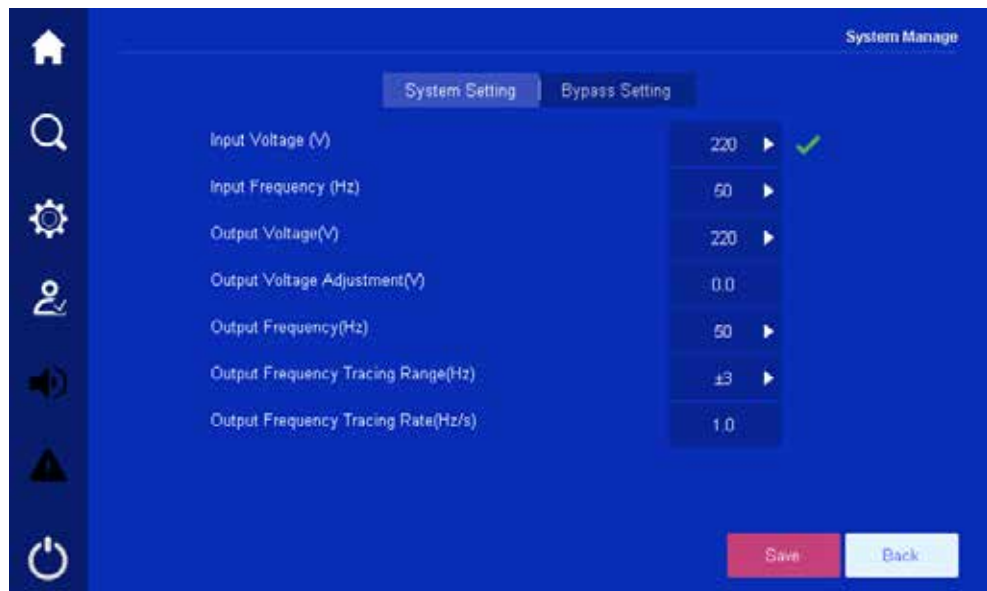 System Manage
System Setting Bypass Setting
Input Voltage (V) 220
Input Frequency (Hz) 50
Output Voltage(V) 220
Output Voltage Adjustment(V) 0.0
Output Frequency(Hz) 50
Output Frequency Tracing Range(Hz) ±3
Output Frequency Tracing Rate(Hz/s) 1.0
Save Back